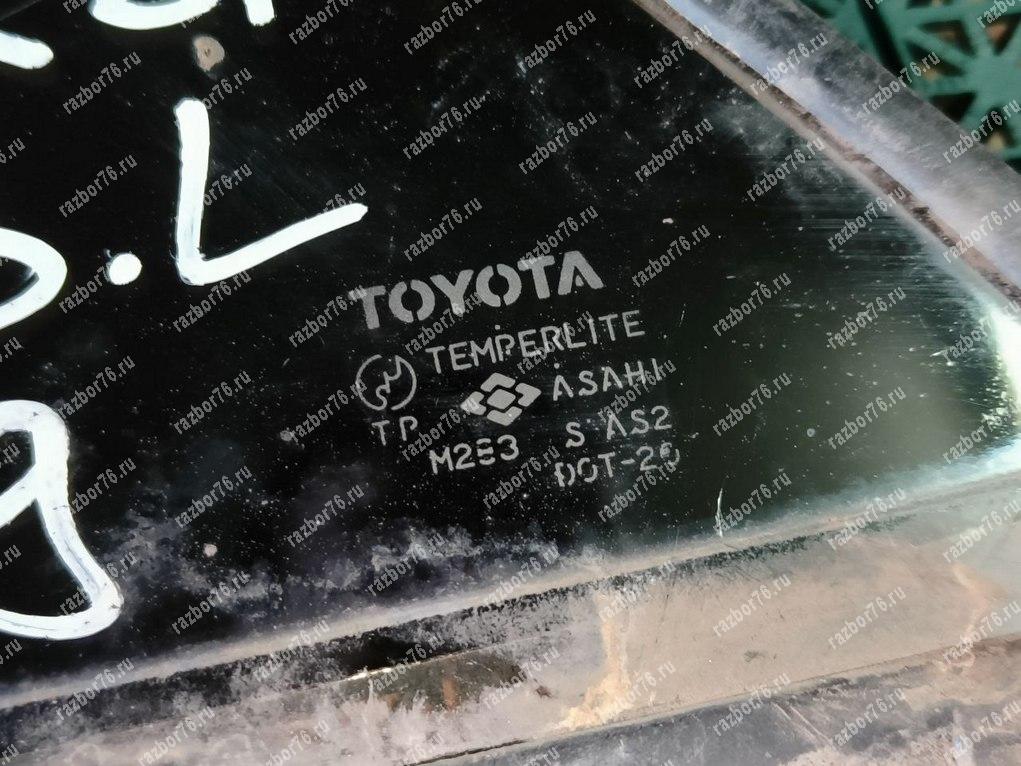 TOYOTA
TEMPERLITE
ASAHI
TP
M2E3 S AS2
DOT-20
.L
razbor76.ru